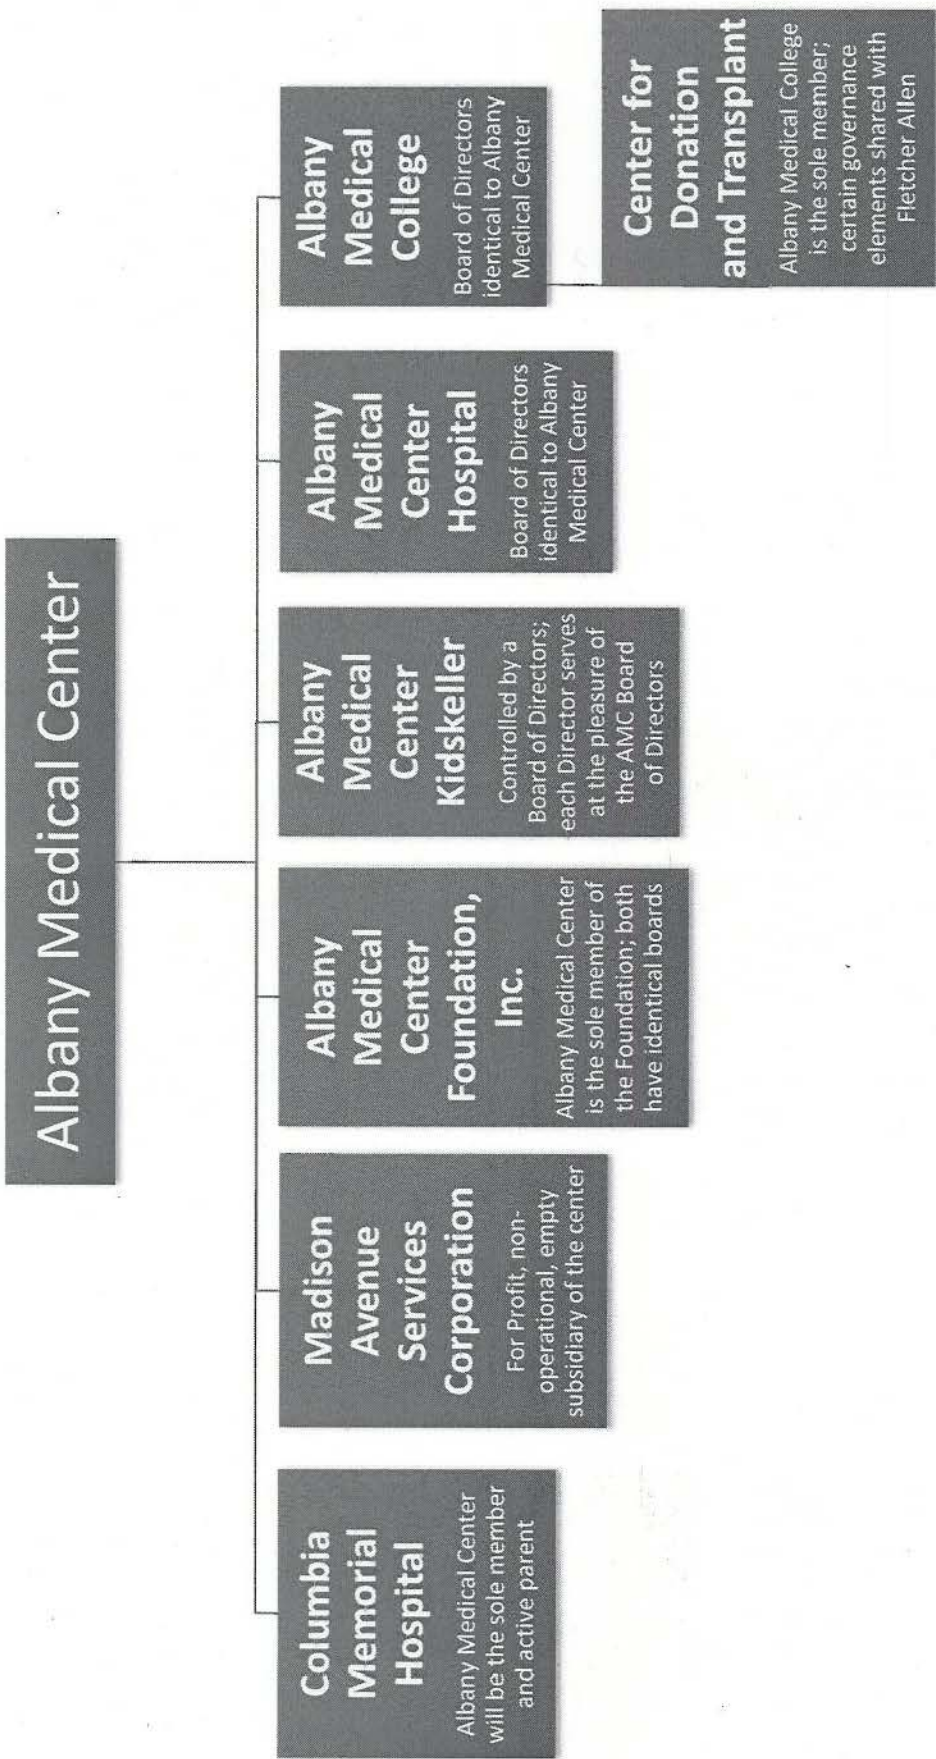 Albany Medical Center
Columbia
Memorial
Hospital
Albany Medical Center
will be the sole member
and active parent
Madison
Avenue
Services
Corporation
For Profit, non-
operational, empty
subsidiary of the center
Albany
Medical
Center
Foundation,
Inc.
Albany Medical Center
is the sole member of
the Foundation; both
have identical boards
Albany
Medical
Center
Kidskeller
Controlled by a
Board of Directors;
each Director serves
at the pleasure of
the AMC Board
of Directors
Albany
Medical
Center
Hospital
Board of Directors
identical to Albany
Medical Center
Albany
Medical
College
Board of Directors
identical to Albany
Medical Center
Center for
Donation
and Transplant
Albany Medical College
is the sole member;
certain governance
elements shared with
Fletcher Allen